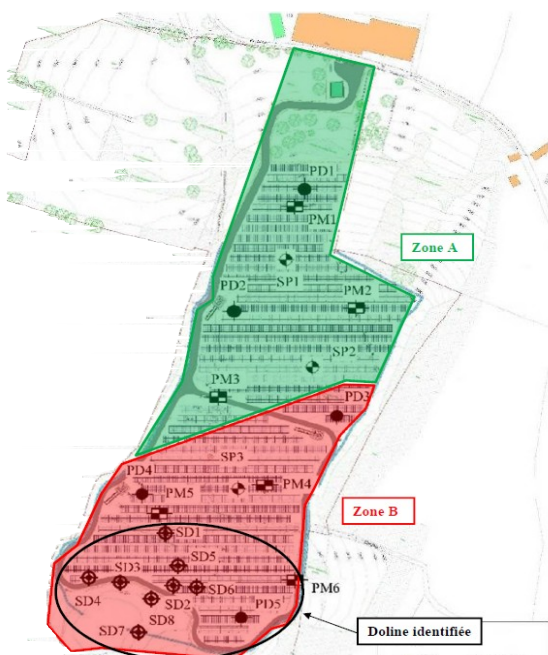 PD1
PM1
Zone A
SP1
PD2
PM2
SP2
PM3
PD3
SP3
PD4
PM4
PM5
Zone B
SD1
SD5
SD3
SD6
PM6
SD4
SD2
PD5
SD8
SD7
Doline identifiée